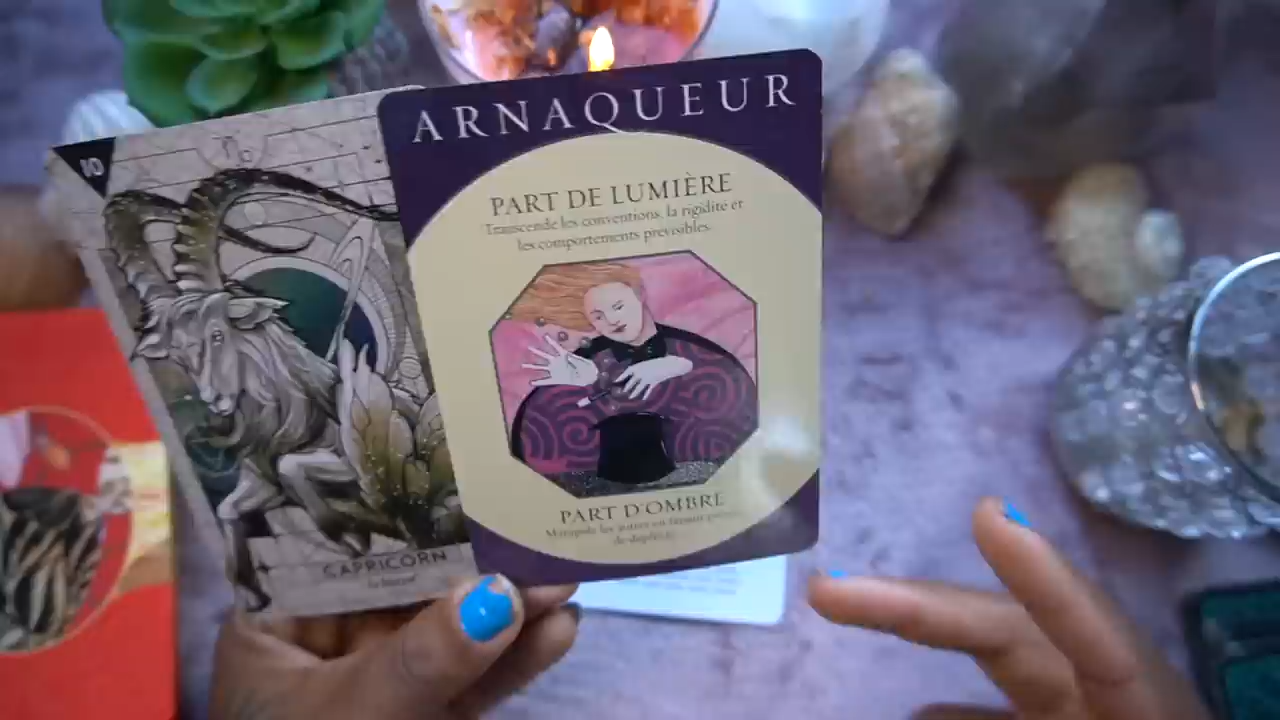 10
CAPRICORN
ARNAQUEUR
PART DE LUMIÈRE
Transcende les conventions, la rigidité et
les comportements prévisibles.
PART D'OMBRE
Manipule les autres en faisant preuve
de duplicité.